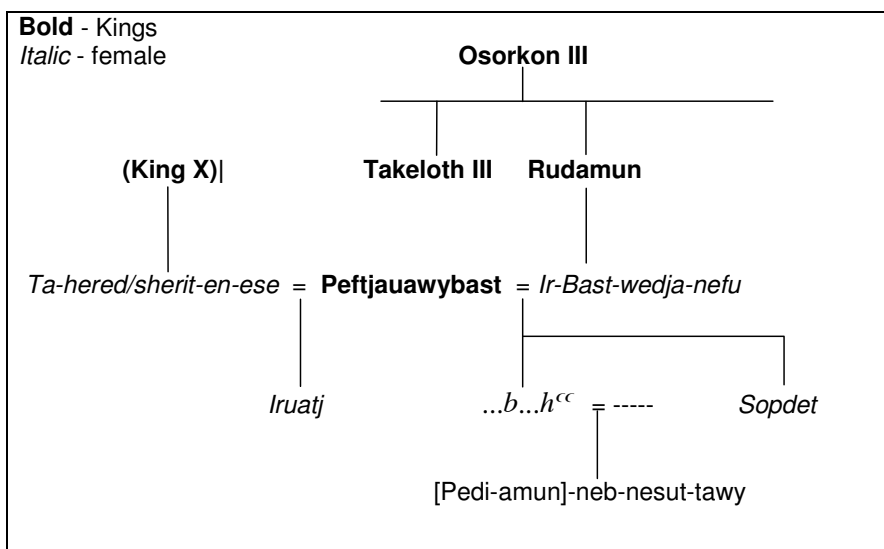 Bold - Kings
Italic - female
Osorkon III
(King X)| Takeloth III Rudamun
Ta-hered/sherit-en-ese = Peftjauawybast = Ir-Bast-wedja-nefu
Iruatj ...b...hcc = ----- Sopdet
[Pedi-amun]-neb-nesut-tawy